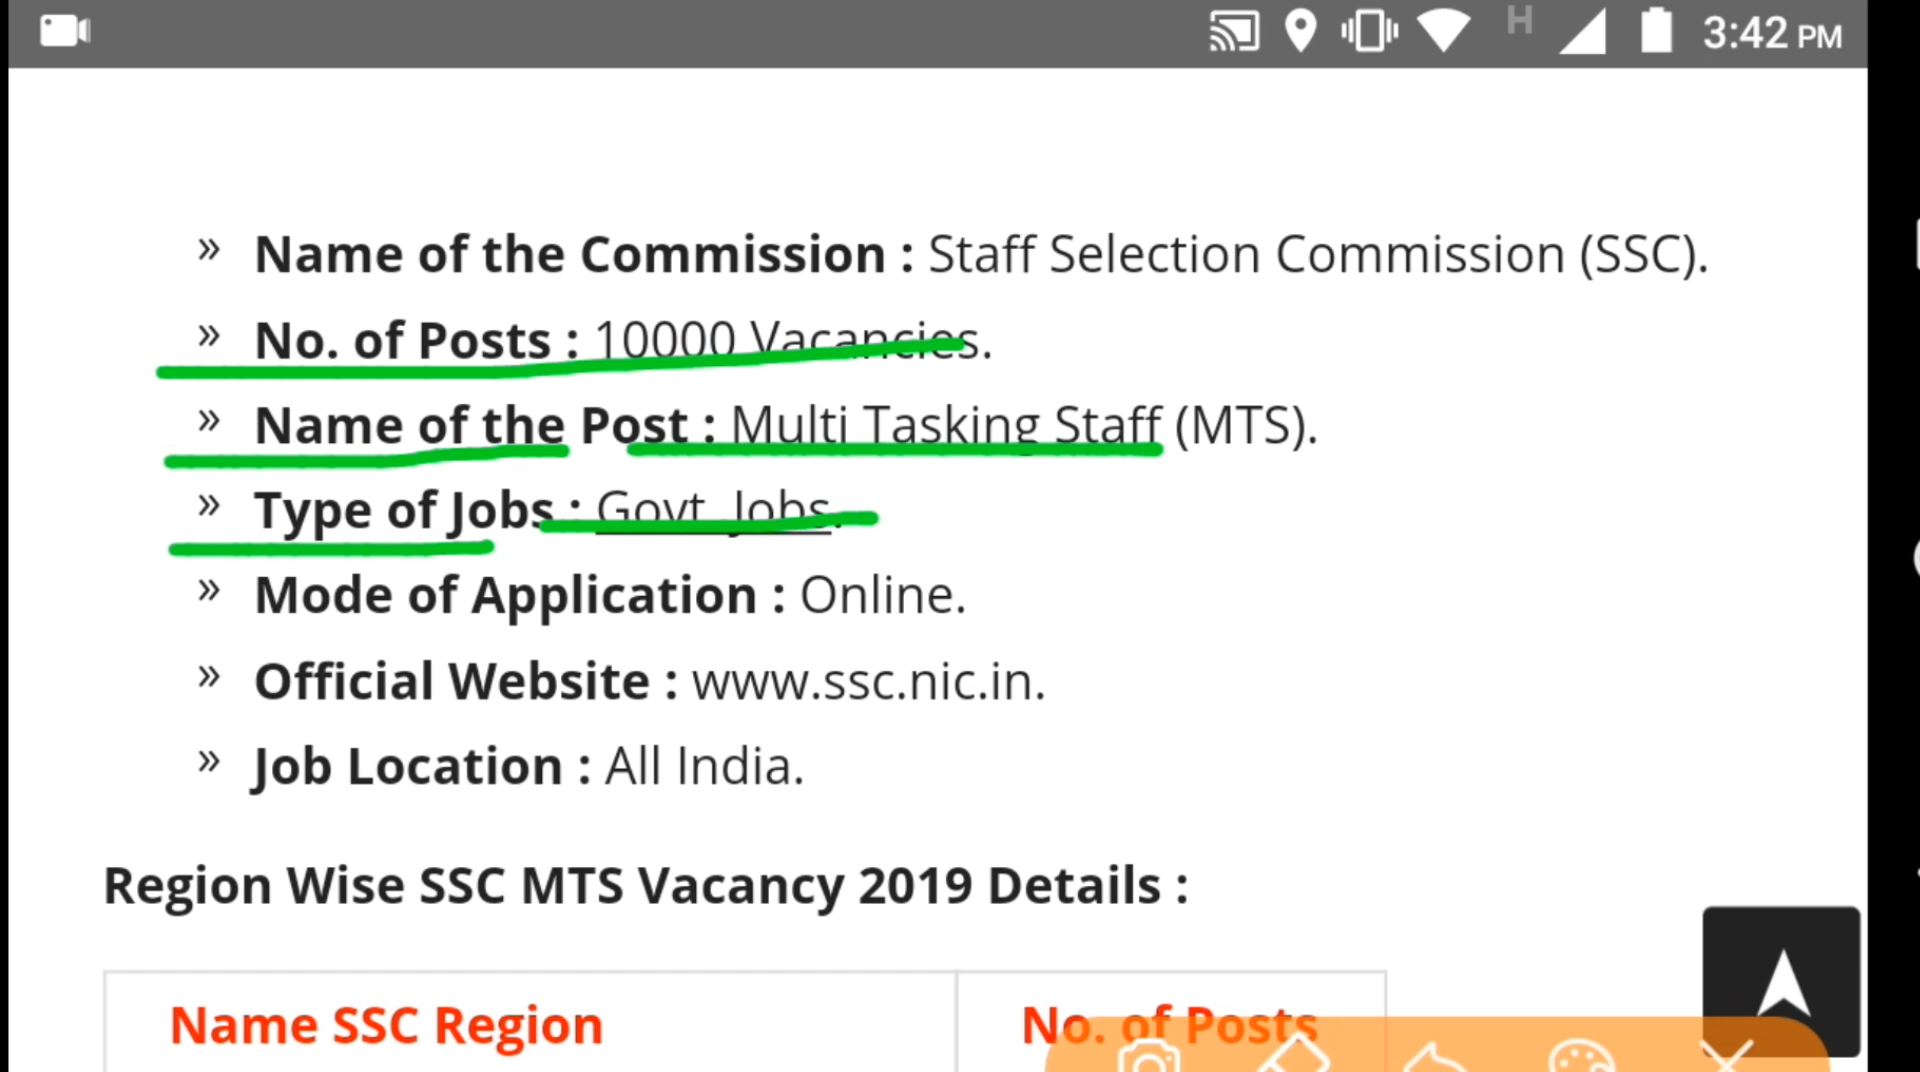 H 3:42 PM
» Name of the Commission : Staff Selection Commission (SSC).
» No. of Posts : 10000 Vacancies.
» Name of the Post : Multi Tasking Staff (MTS).
» Type of Jobs : Govt. Jobs.
» Mode of Application : Online.
» Official Website : www.ssc.nic.in.
» Job Location : All India.
Region Wise SSC MTS Vacancy 2019 Details :
Name SSC Region No. of Posts